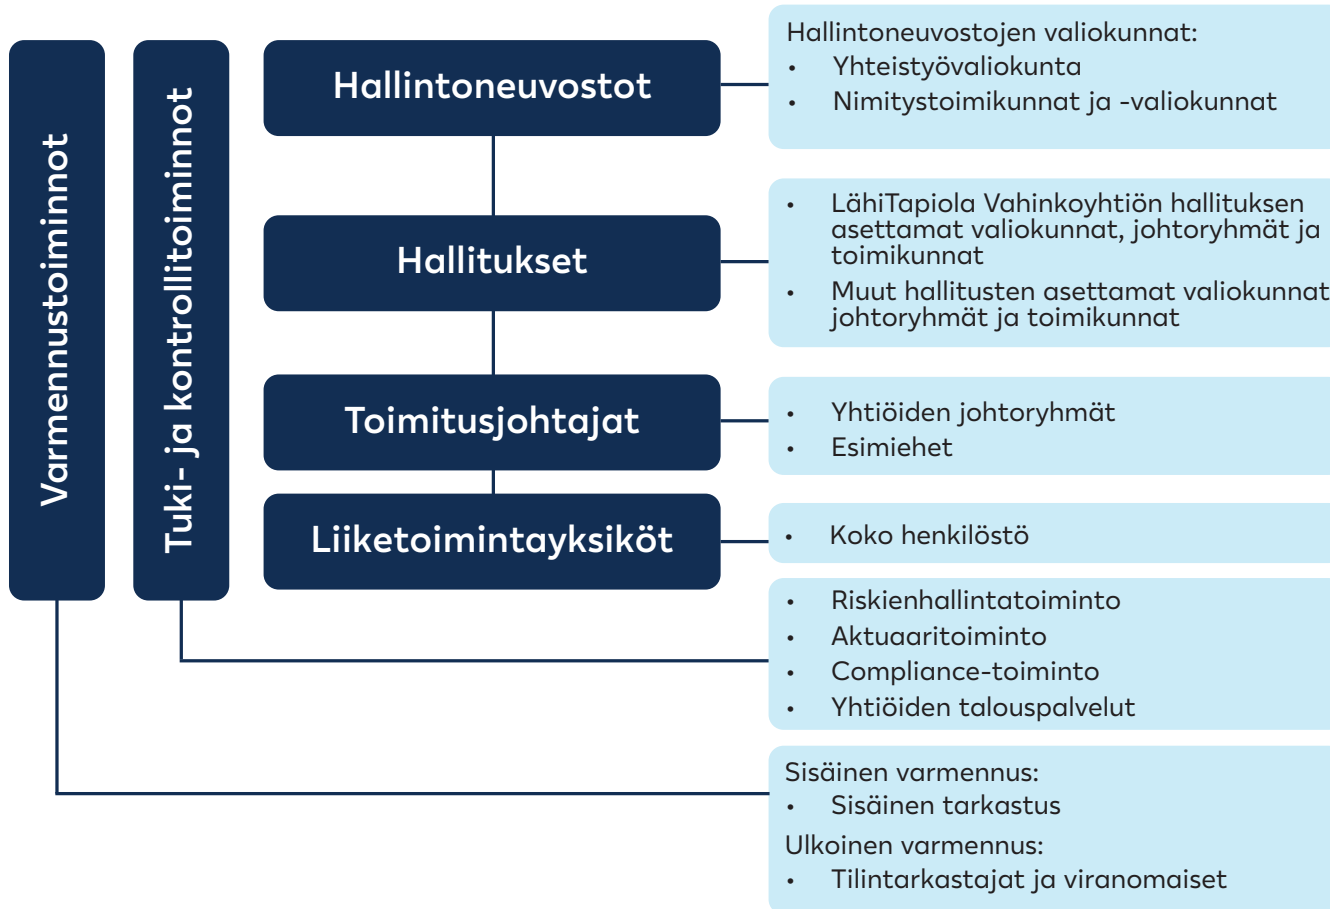 Varmennustoiminnot
Tuki- ja kontrollitoiminnot
Hallintoneuvostot
Hallintoneuvostojen valiokunnat:
• Yhteistyövaliokunta
• Nimitystoimikunnat ja -valiokunnat
Hallitukset
• LähiTapiola Vahinkoyhtiön hallituksen
asettamat valiokunnat, johtoryhmät ja
toimikunnat
• Muut hallitusten asettamat valiokunnat
johtoryhmät ja toimikunnat
Toimitusjohtajat
• Yhtiöiden johtoryhmät
• Esimiehet
Liiketoimintayksiköt
• Koko henkilöstö
• Riskienhallintatoiminto
• Aktuaaritoiminto
• Compliance-toiminto
• Yhtiöiden talouspalvelut
Sisäinen varmennus:
• Sisäinen tarkastus
Ulkoinen varmennus:
• Tilintarkastajat ja viranomaiset